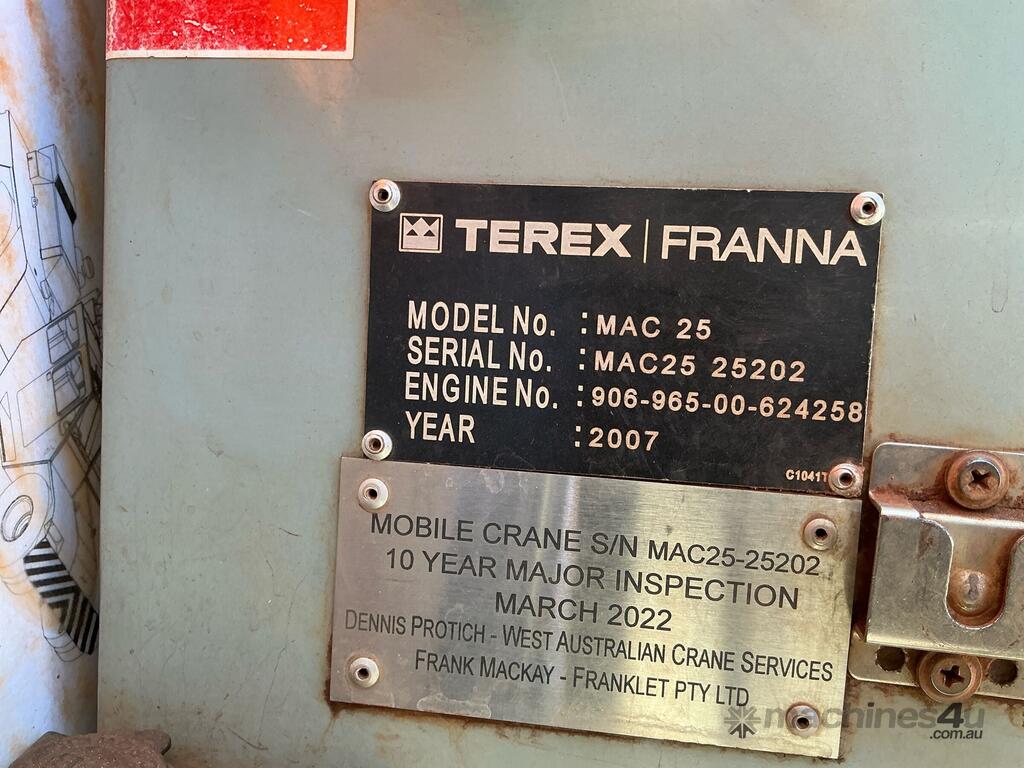 TEREX | FRANNA
MODEL No. : MAC 25
SERIAL No. : MAC25 25202
ENGINE No. : 906-965-00-624258
YEAR : 2007
C1041T
MOBILE CRANE S/N MAC25-25202
10 YEAR MAJOR INSPECTION
MARCH 2022
DENNIS PROTICH - WEST AUSTRALIAN CRANE SERVICES
FRANK MACKAY - FRANKLET PTY LTD
machines4u
.com.au